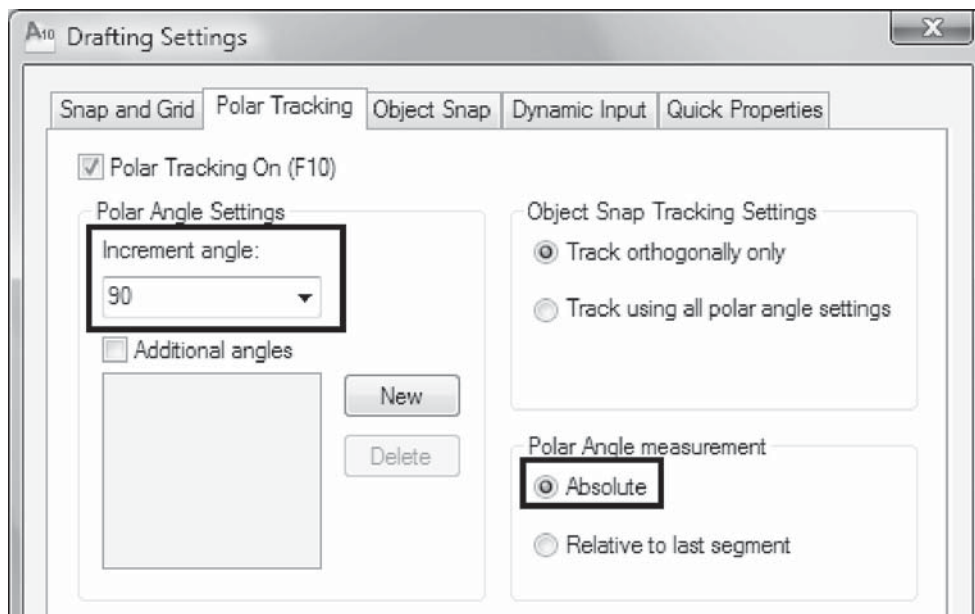 A10 Drafting Settings X
Snap and Grid Polar Tracking Object Snap Dynamic Input Quick Properties
Polar Tracking On (F10)
Polar Angle Settings
Increment angle:
90
Additional angles
New
Delete
Object Snap Tracking Settings
Track orthogonally only
Track using all polar angle settings
Polar Angle measurement
Absolute
Relative to last segment